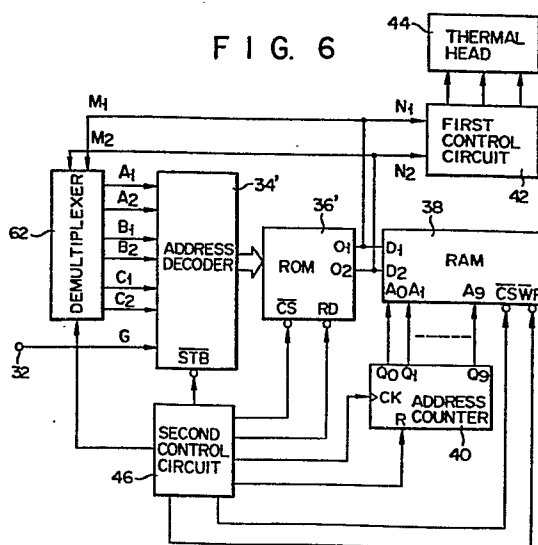 FIG. 6
44
THERMAL
HEAD
M1
M2
N1
N2
FIRST
CONTROL
CIRCUIT
42
62
DEMULTIPLEXER
A1
A2
B1
B2
C1
C2
G
32
34'
ADDRESS
DECODER
STB
36'
ROM
O1
O2
CS RD
38
D1
D2
RAM
A0 A1 A9 CS WR
Q0 Q1 Q9
CK
ADDRESS
COUNTER
R
40
SECOND
CONTROL
CIRCUIT
46